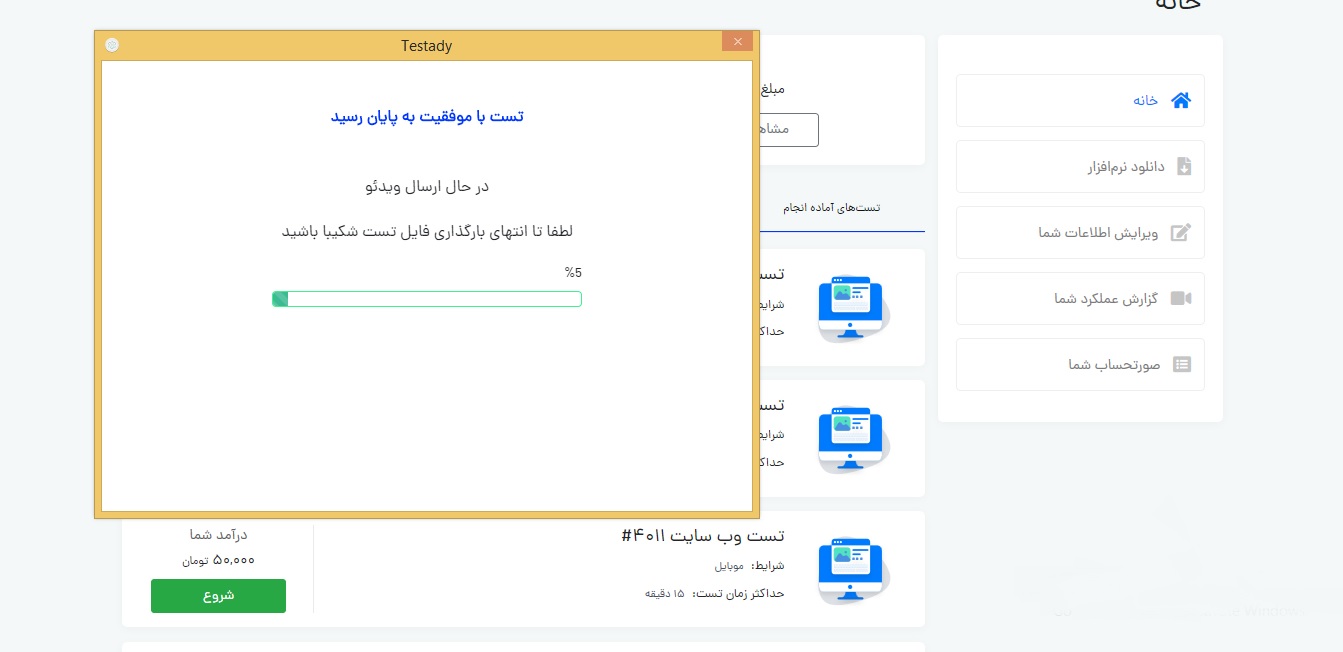 خانه
Testady
تست با موفقیت به پایان رسید
در حال ارسال ویدئو
لطفا تا انتهای بارگذاری فایل تست شکیبا باشید
%5
خانه
دانلود نرم‌افزار
ویرایش اطلاعات شما
گزارش عملکرد شما
صورتحساب شما
مبلغ
تست‌های آماده انجام
تست
شرایط
تست
شرایط
تست وب سایت ۴۰۱۱#
شرایط: موبایل
حداکثر زمان تست: ۱۵ دقیقه
درآمد شما
۵۰,۰۰۰ تومان
شروع